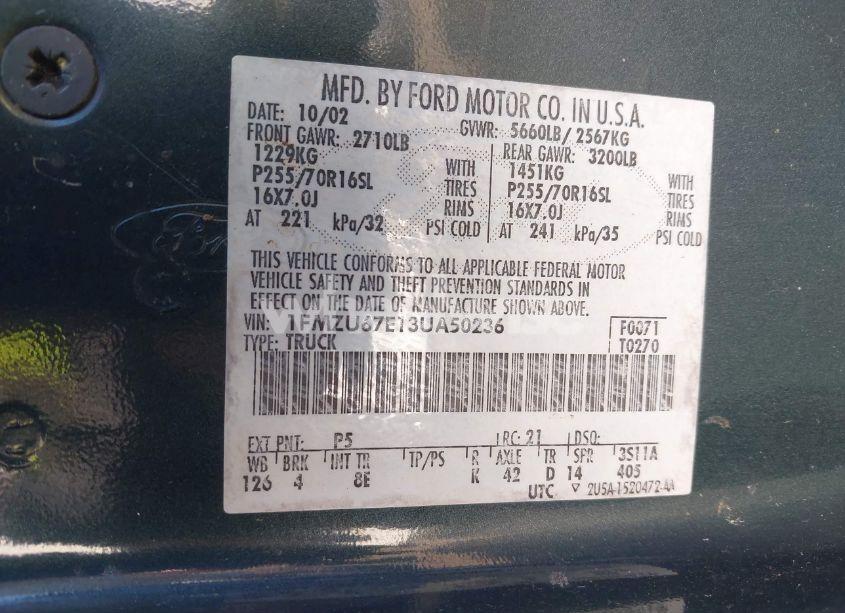 MFD. BY FORD MOTOR CO. IN U.S.A.
DATE: 10/02 GVWR: 5660LB/ 2567KG
FRONT GAWR: 2710LB REAR GAWR: 3200LB
1229KG WITH 1451KG WITH
P255/70R16SL TIRES P255/70R16SL TIRES
16X7.0J RIMS 16X7.0J RIMS
AT 221 kPa/32 PSI COLD AT 241 kPa/35 PSI COLD
THIS VEHICLE CONFORMS TO ALL APPLICABLE FEDERAL MOTOR
VEHICLE SAFETY AND THEFT PREVENTION STANDARDS IN
EFFECT ON THE DATE OF MANUFACTURE SHOWN ABOVE.
VIN: 1FMZU67E13UA50236 F0071
TYPE: TRUCK T0270
EXT PNT: P5 RC: 21 DSO:
WB BRK INT TR TP/PS R AXLE TR SPR 3S11A
126 4 8E K 42 D 14 405
UTC ▽ 2U5A-1520472-AA